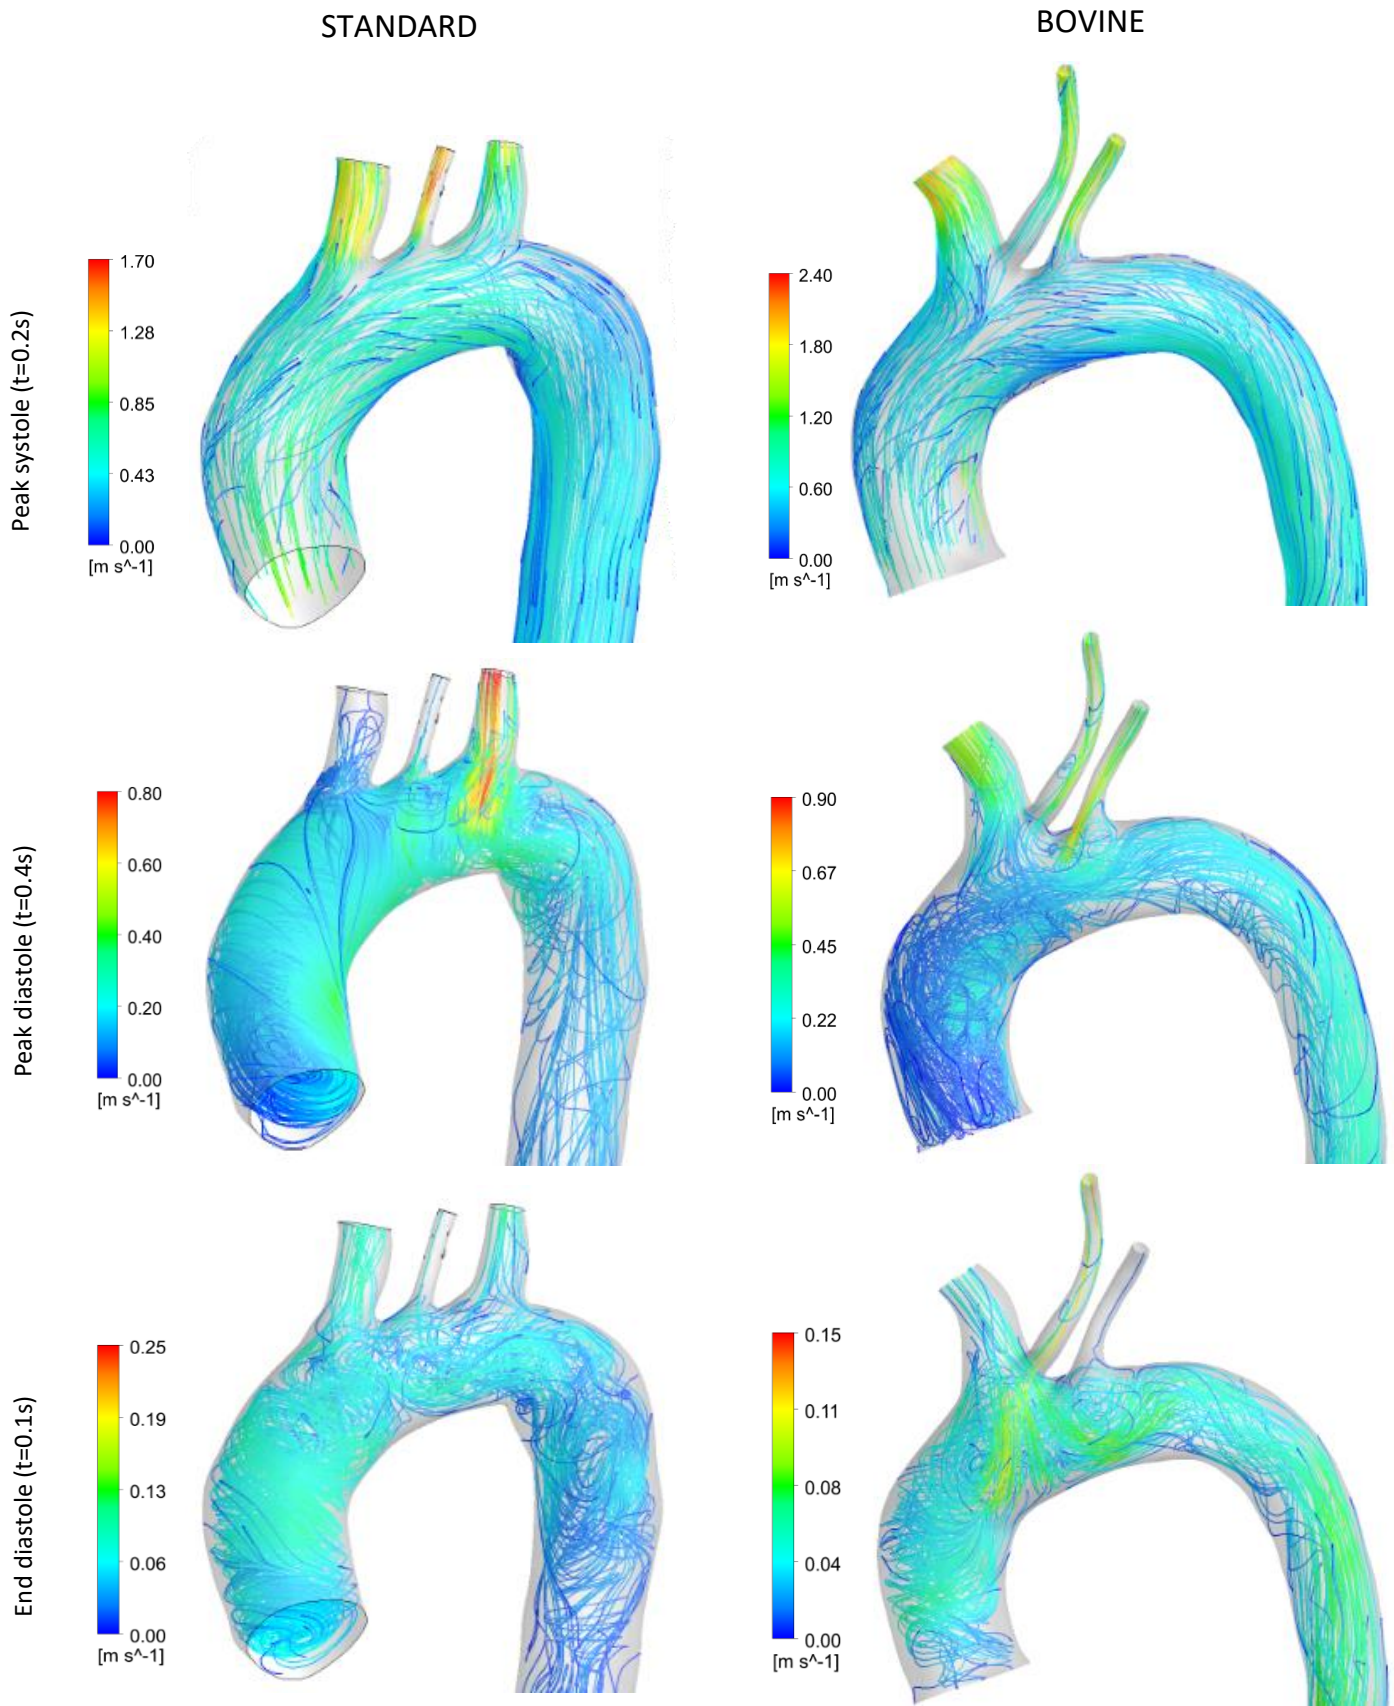 STANDARD
BOVINE
Peak systole (t=0.2s)
1.70
1.28
0.85
0.43
0.00
[m s^-1]
2.40
1.80
1.20
0.60
0.00
[m s^-1]
Peak diastole (t=0.4s)
0.80
0.60
0.40
0.20
0.00
[m s^-1]
0.90
0.67
0.45
0.22
0.00
[m s^-1]
End diastole (t=0.1s)
0.25
0.19
0.13
0.06
0.00
[m s^-1]
0.15
0.11
0.08
0.04
0.00
[m s^-1]